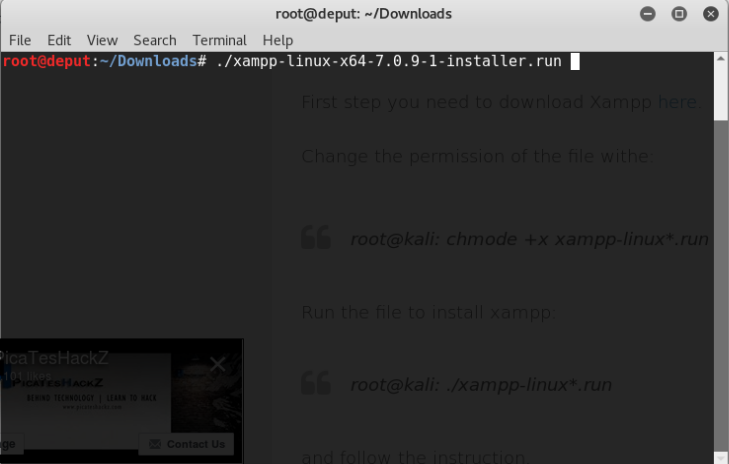 root@deput: ~/Downloads
File Edit View Search Terminal Help
root@deput:~/Downloads# ./xampp-linux-x64-7.0.9-1-installer.run
First step you need to download Xampp here.
Change the permission of the file withe:
root@kali: chmode +x xampp-linux*.run
Run the file to install xampp:
PicaTesHackZ
101 likes
PicaTesHackZ
BEHIND TECHNOLOGY | LEARN TO HACK
root@kali: ./xampp-linux*.run
ge
Contact Us
and follow the instruction.